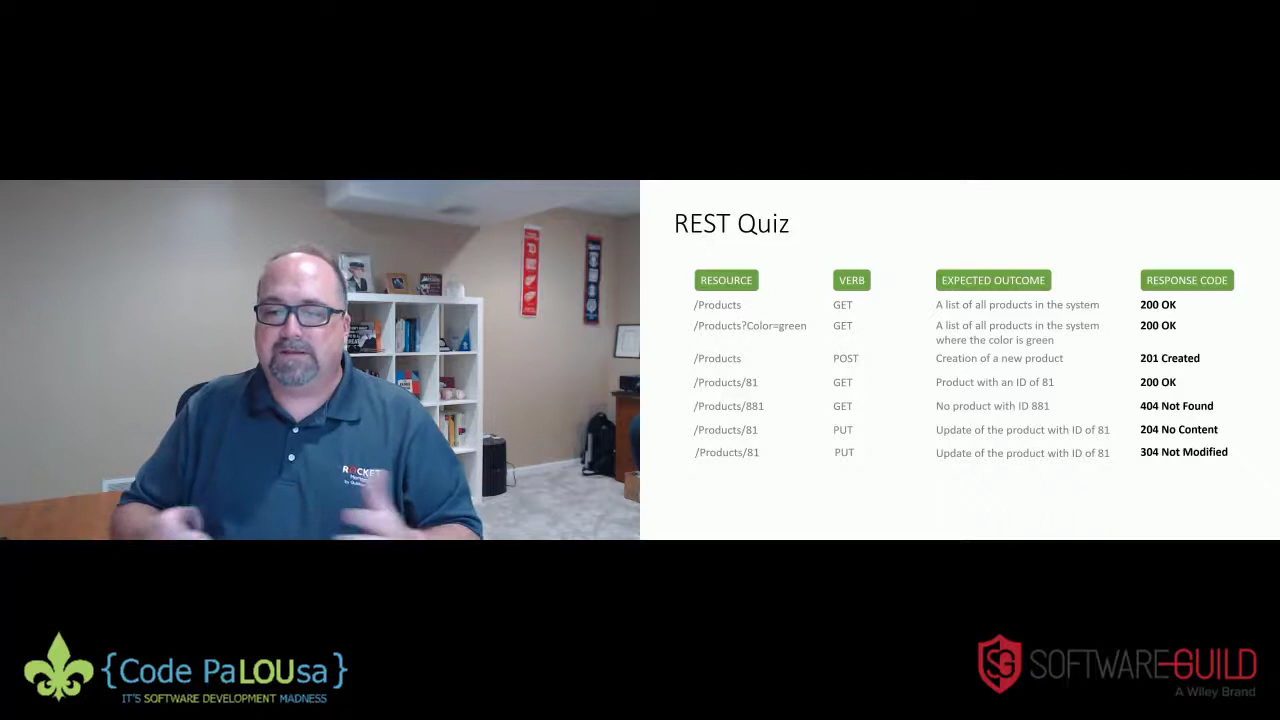 REST Quiz
RESOURCE VERB EXPECTED OUTCOME RESPONSE CODE
/Products GET A list of all products in the system 200 OK
/Products?Color=green GET A list of all products in the system 200 OK
where the color is green
/Products POST Creation of a new product 201 Created
/Products/81 GET Product with an ID of 81 200 OK
/Products/881 GET No product with ID 881 404 Not Found
/Products/81 PUT Update of the product with ID of 81 204 No Content
/Products/81 PUT Update of the product with ID of 81 304 Not Modified
ROCKET
{Code PaLOUsa}
IT'S SOFTWARE DEVELOPMENT MADNESS
SG SOFTWARE GUILD
A Wiley Brand